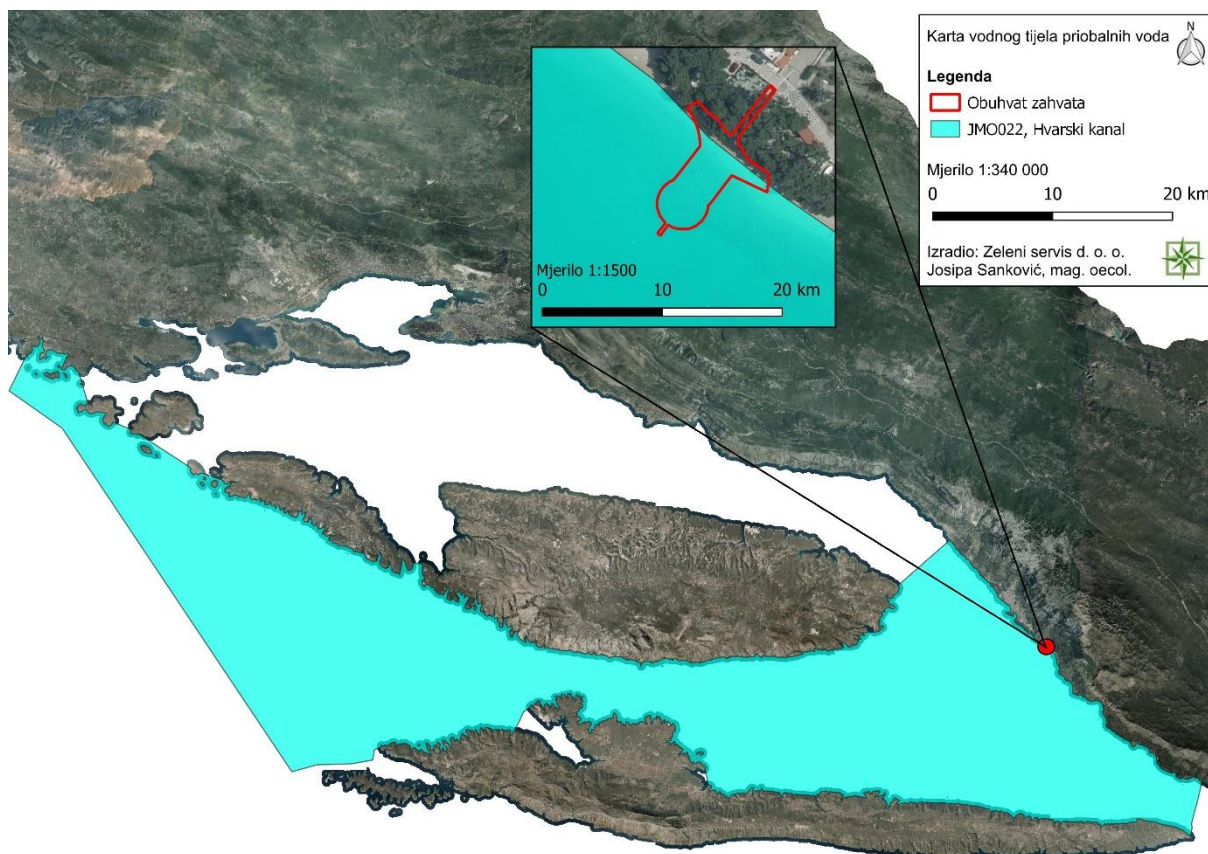 Karta vodnog tijela priobalnih voda
N
Legenda
Obuhvat zahvata
JMO022, Hvarski kanal
Mjerilo 1:340 000
0 10 20 km
Izradio: Zeleni servis d. o. o.
Josipa Sanković, mag. oecol.
Mjerilo 1:1500
0 10 20 km